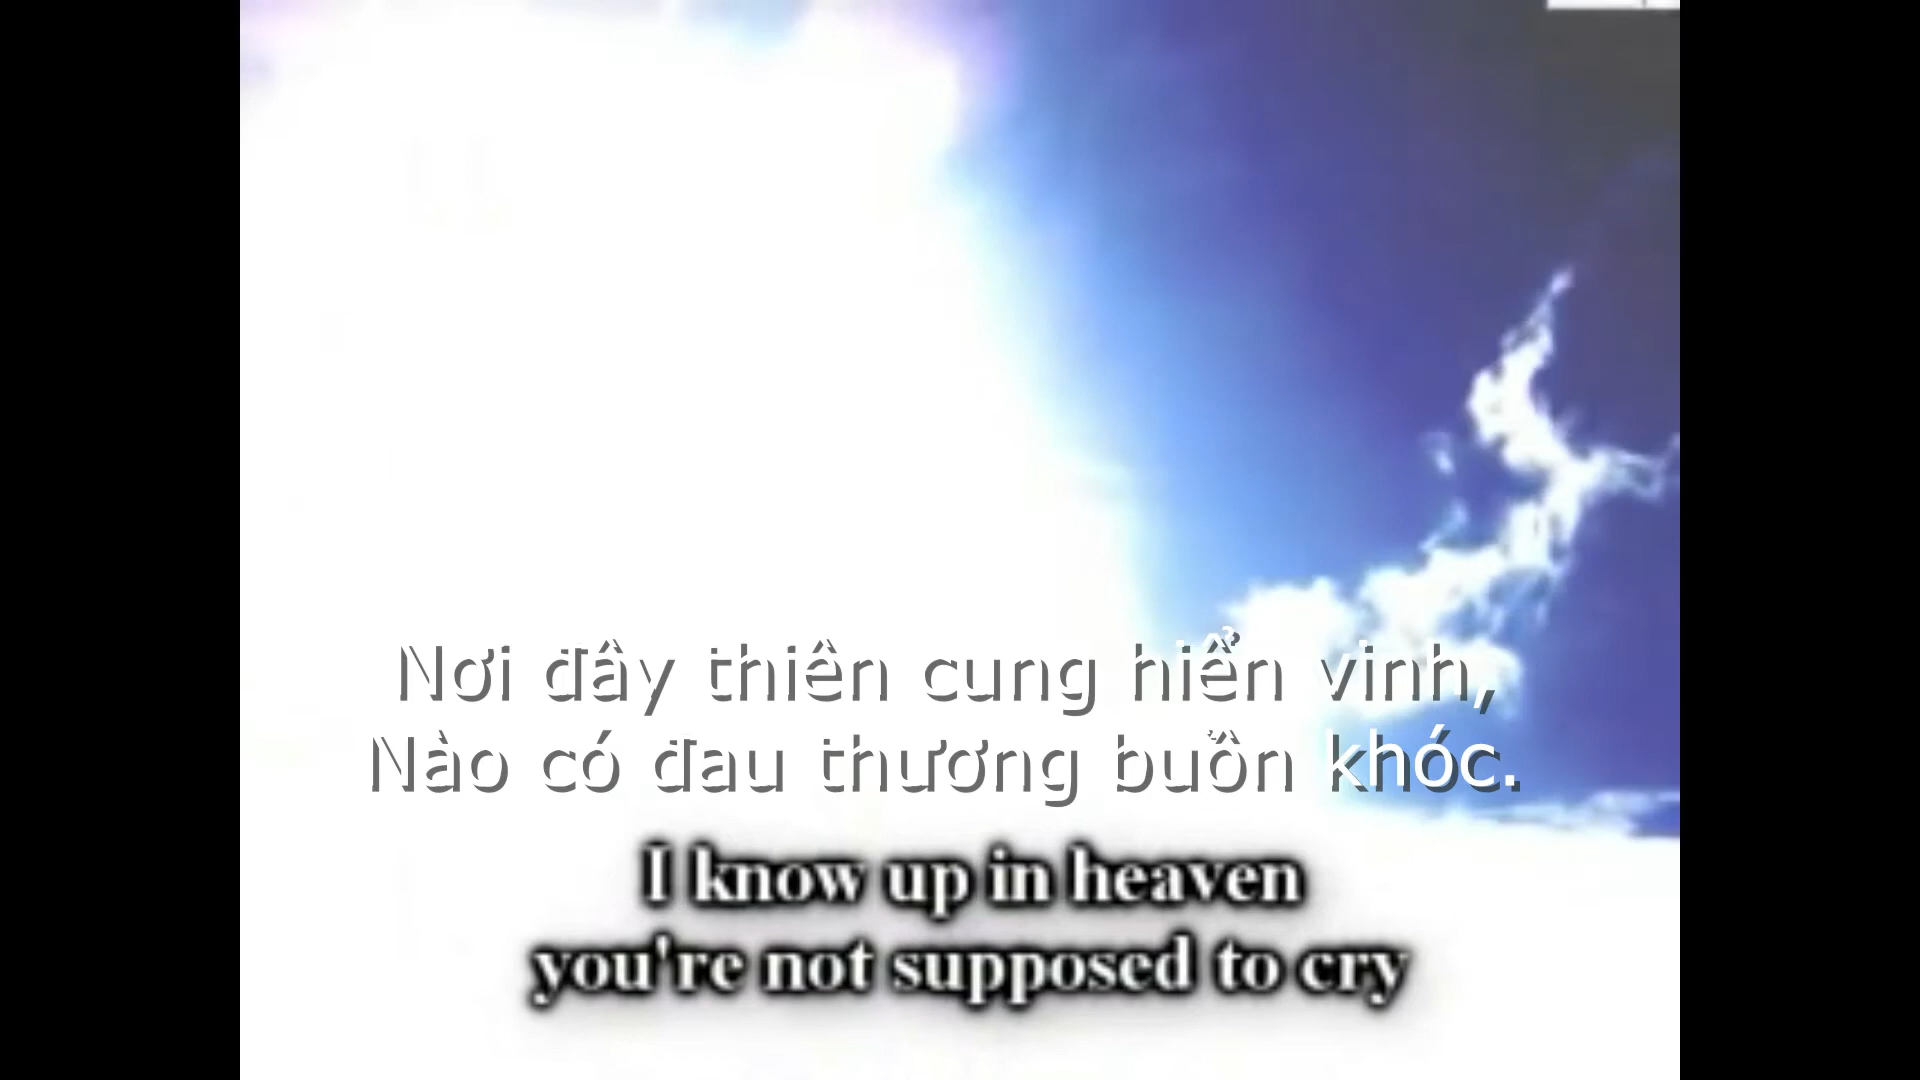 Nơi đây thiên cung hiển vinh,
Nào có đau thương buồn khóc.
I know up in heaven
you're not supposed to cry